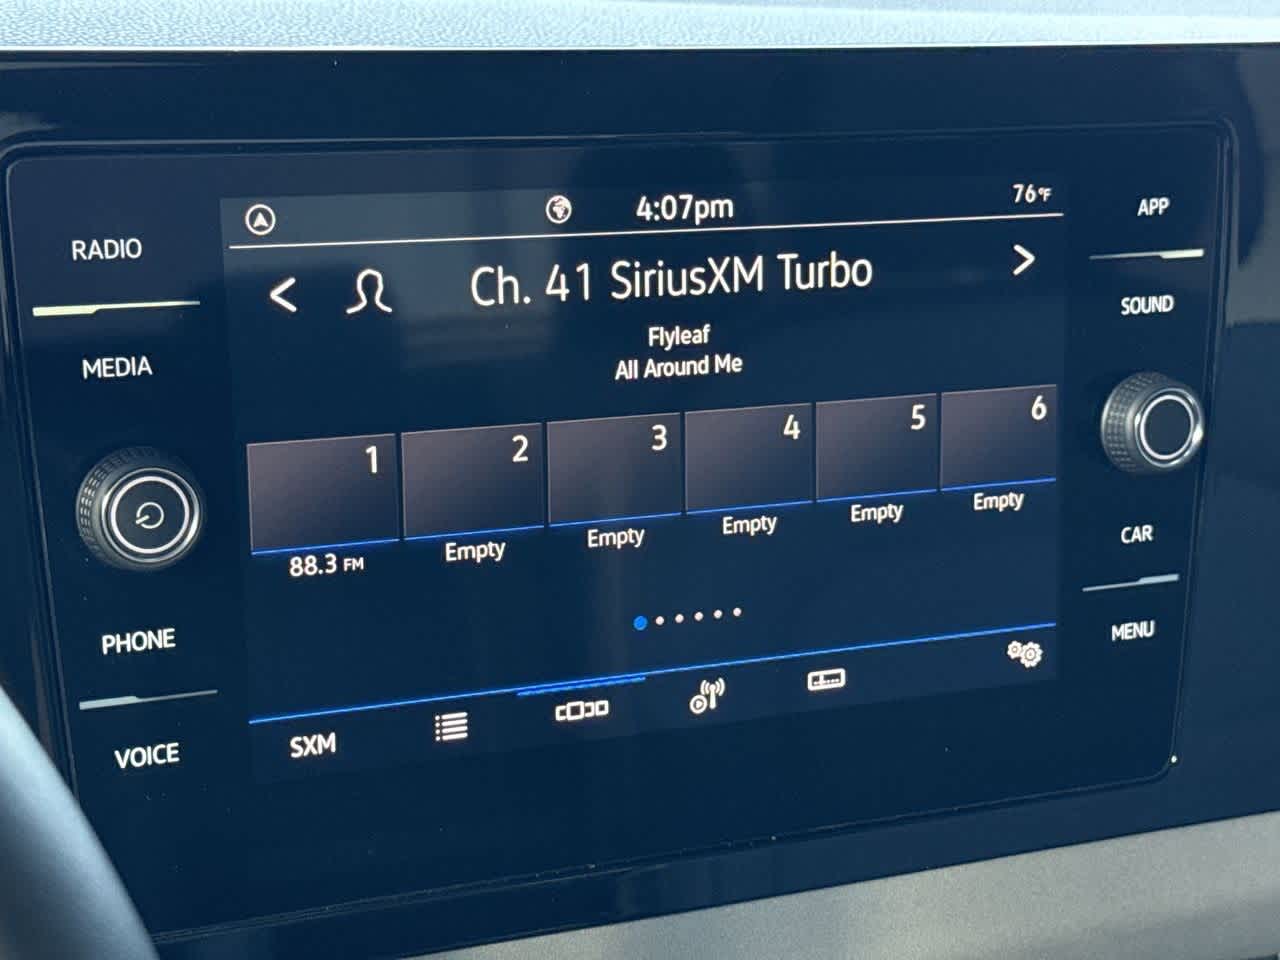 4:07pm
76°F
RADIO
MEDIA
PHONE
VOICE
Ch. 41 SiriusXM Turbo
Flyleaf
All Around Me
1
2
3
4
5
6
88.3 FM
Empty
Empty
Empty
Empty
Empty
SXM
APP
SOUND
CAR
MENU